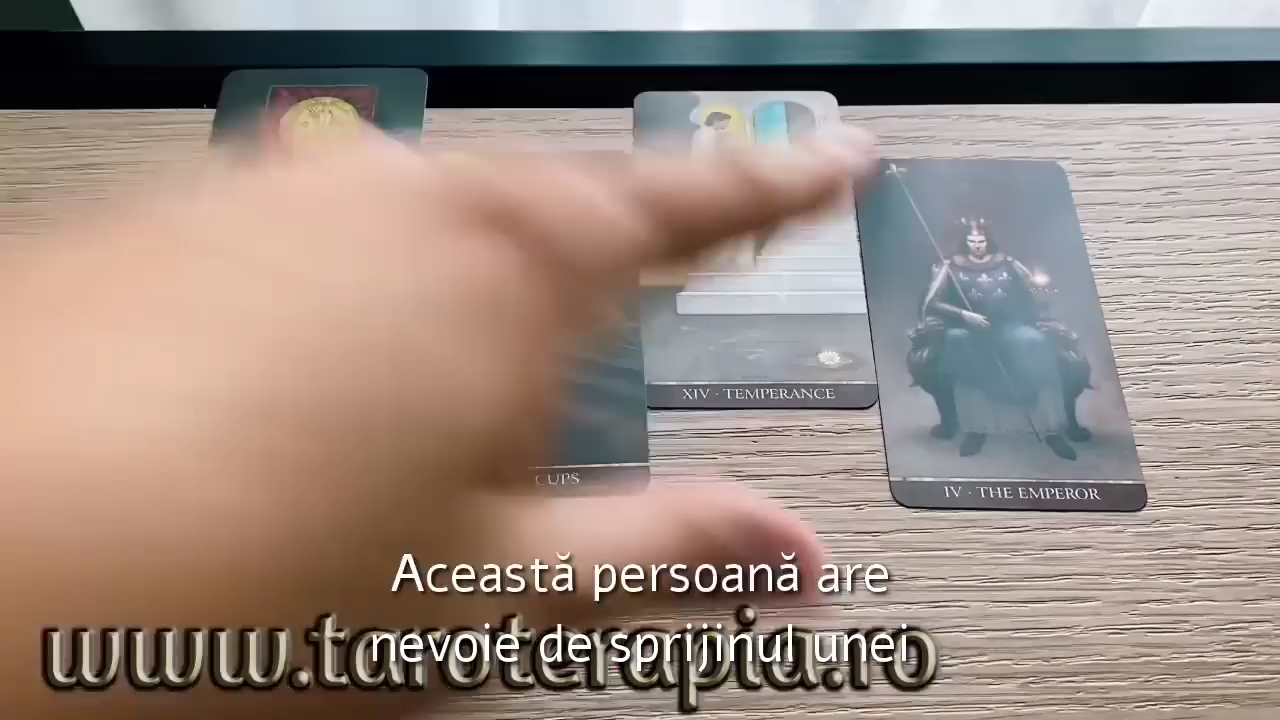 XIV · TEMPERANCE
CUPS
IV · THE EMPEROR
Această persoană are
nevoie de sprijinul unei
www.taroterapia.ro